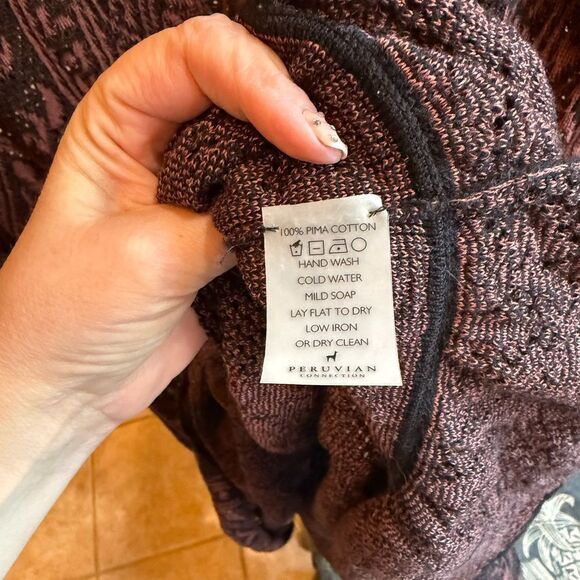 100% PIMA COTTON
HAND WASH
COLD WATER
MILD SOAP
LAY FLAT TO DRY
LOW IRON
OR DRY CLEAN
PERUVIAN
CONNECTION